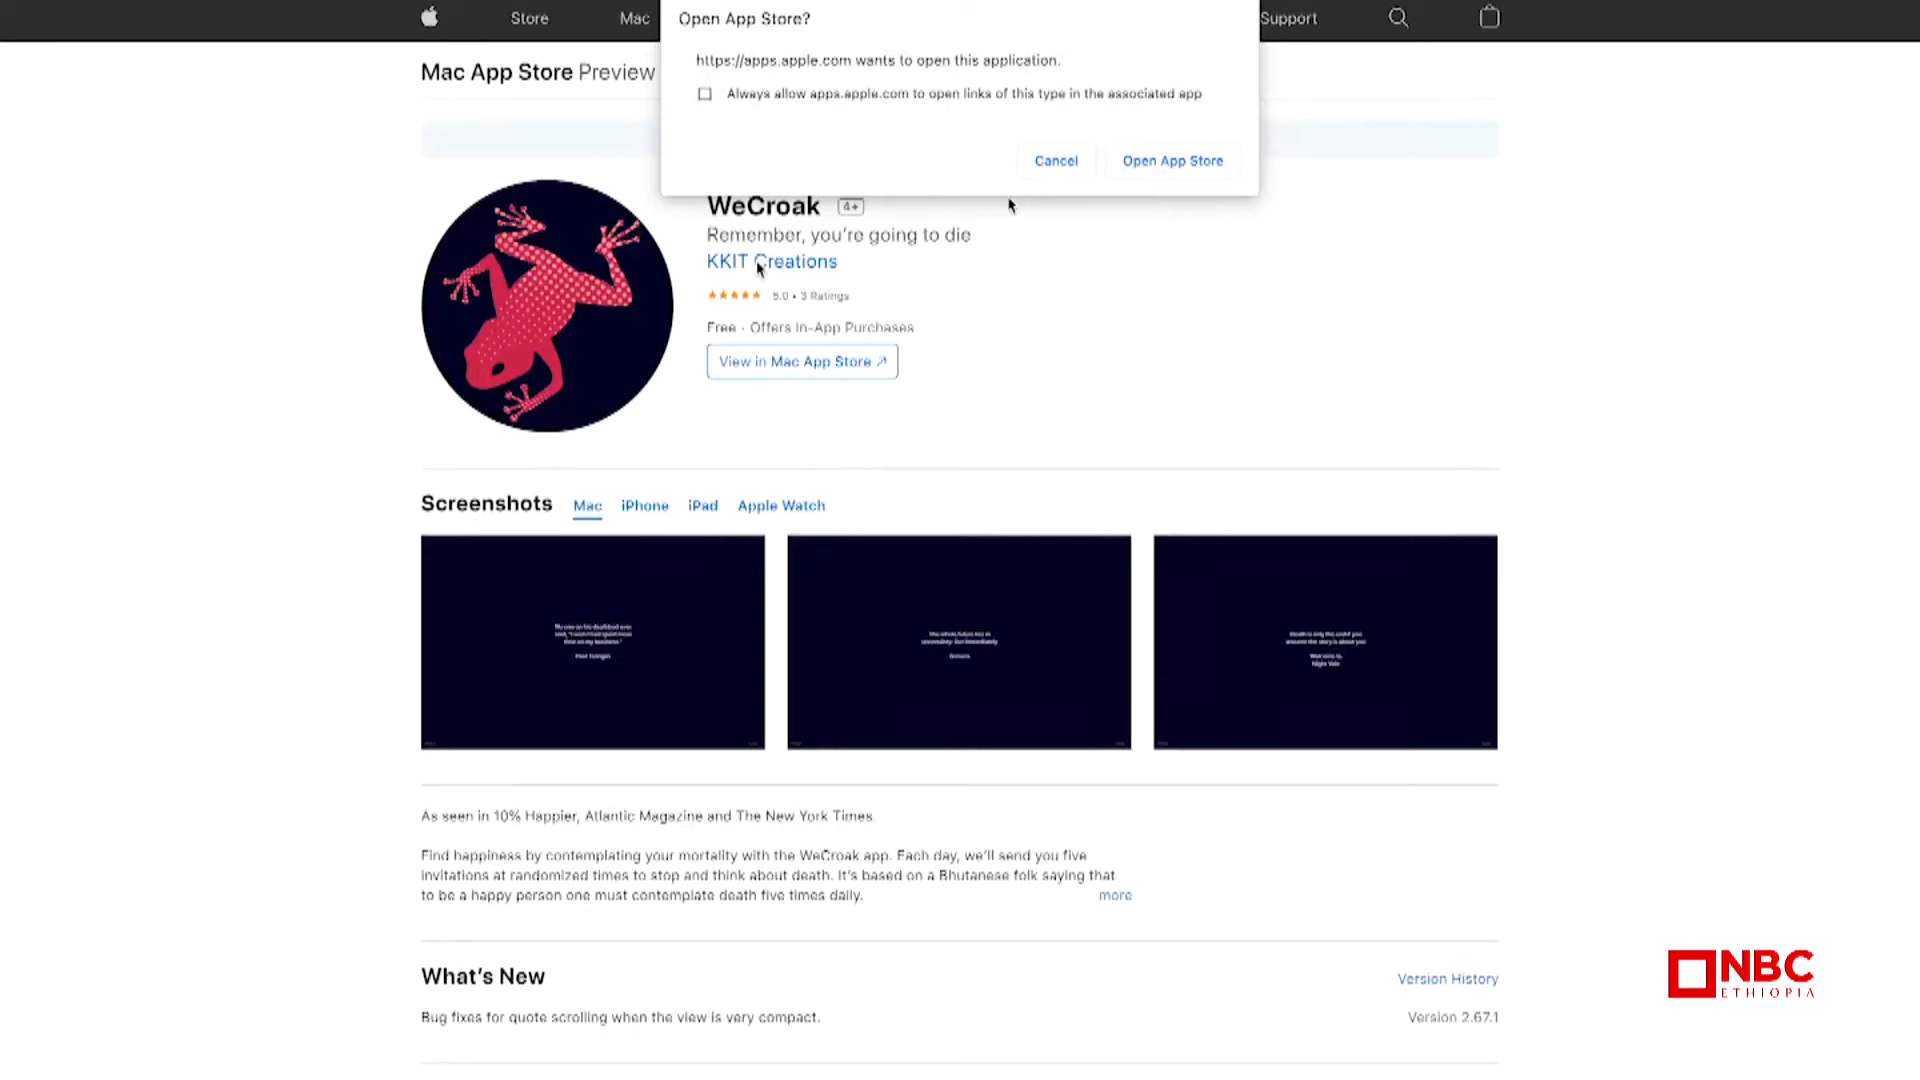 Store
Mac
Support
Open App Store?
https://apps.apple.com wants to open this application.
Always allow apps.apple.com to open links of this type in the associated app
Cancel
Open App Store
Mac App Store Preview
WeCroak 4+
Remember, you're going to die
KKIT Creations
5.0 • 3 Ratings
Free · Offers In-App Purchases
View in Mac App Store ↗
Screenshots
Mac
iPhone
iPad
Apple Watch
As seen in 10% Happier, Atlantic Magazine and The New York Times.
Find happiness by contemplating your mortality with the WeCroak app. Each day, we'll send you five
invitations at randomized times to stop and think about death. It's based on a Bhutanese folk saying that
to be a happy person one must contemplate death five times daily.
more
What's New
Version History
Bug fixes for quote scrolling when the view is very compact.
Version 2.67.1
NBC
ETHIOPIA